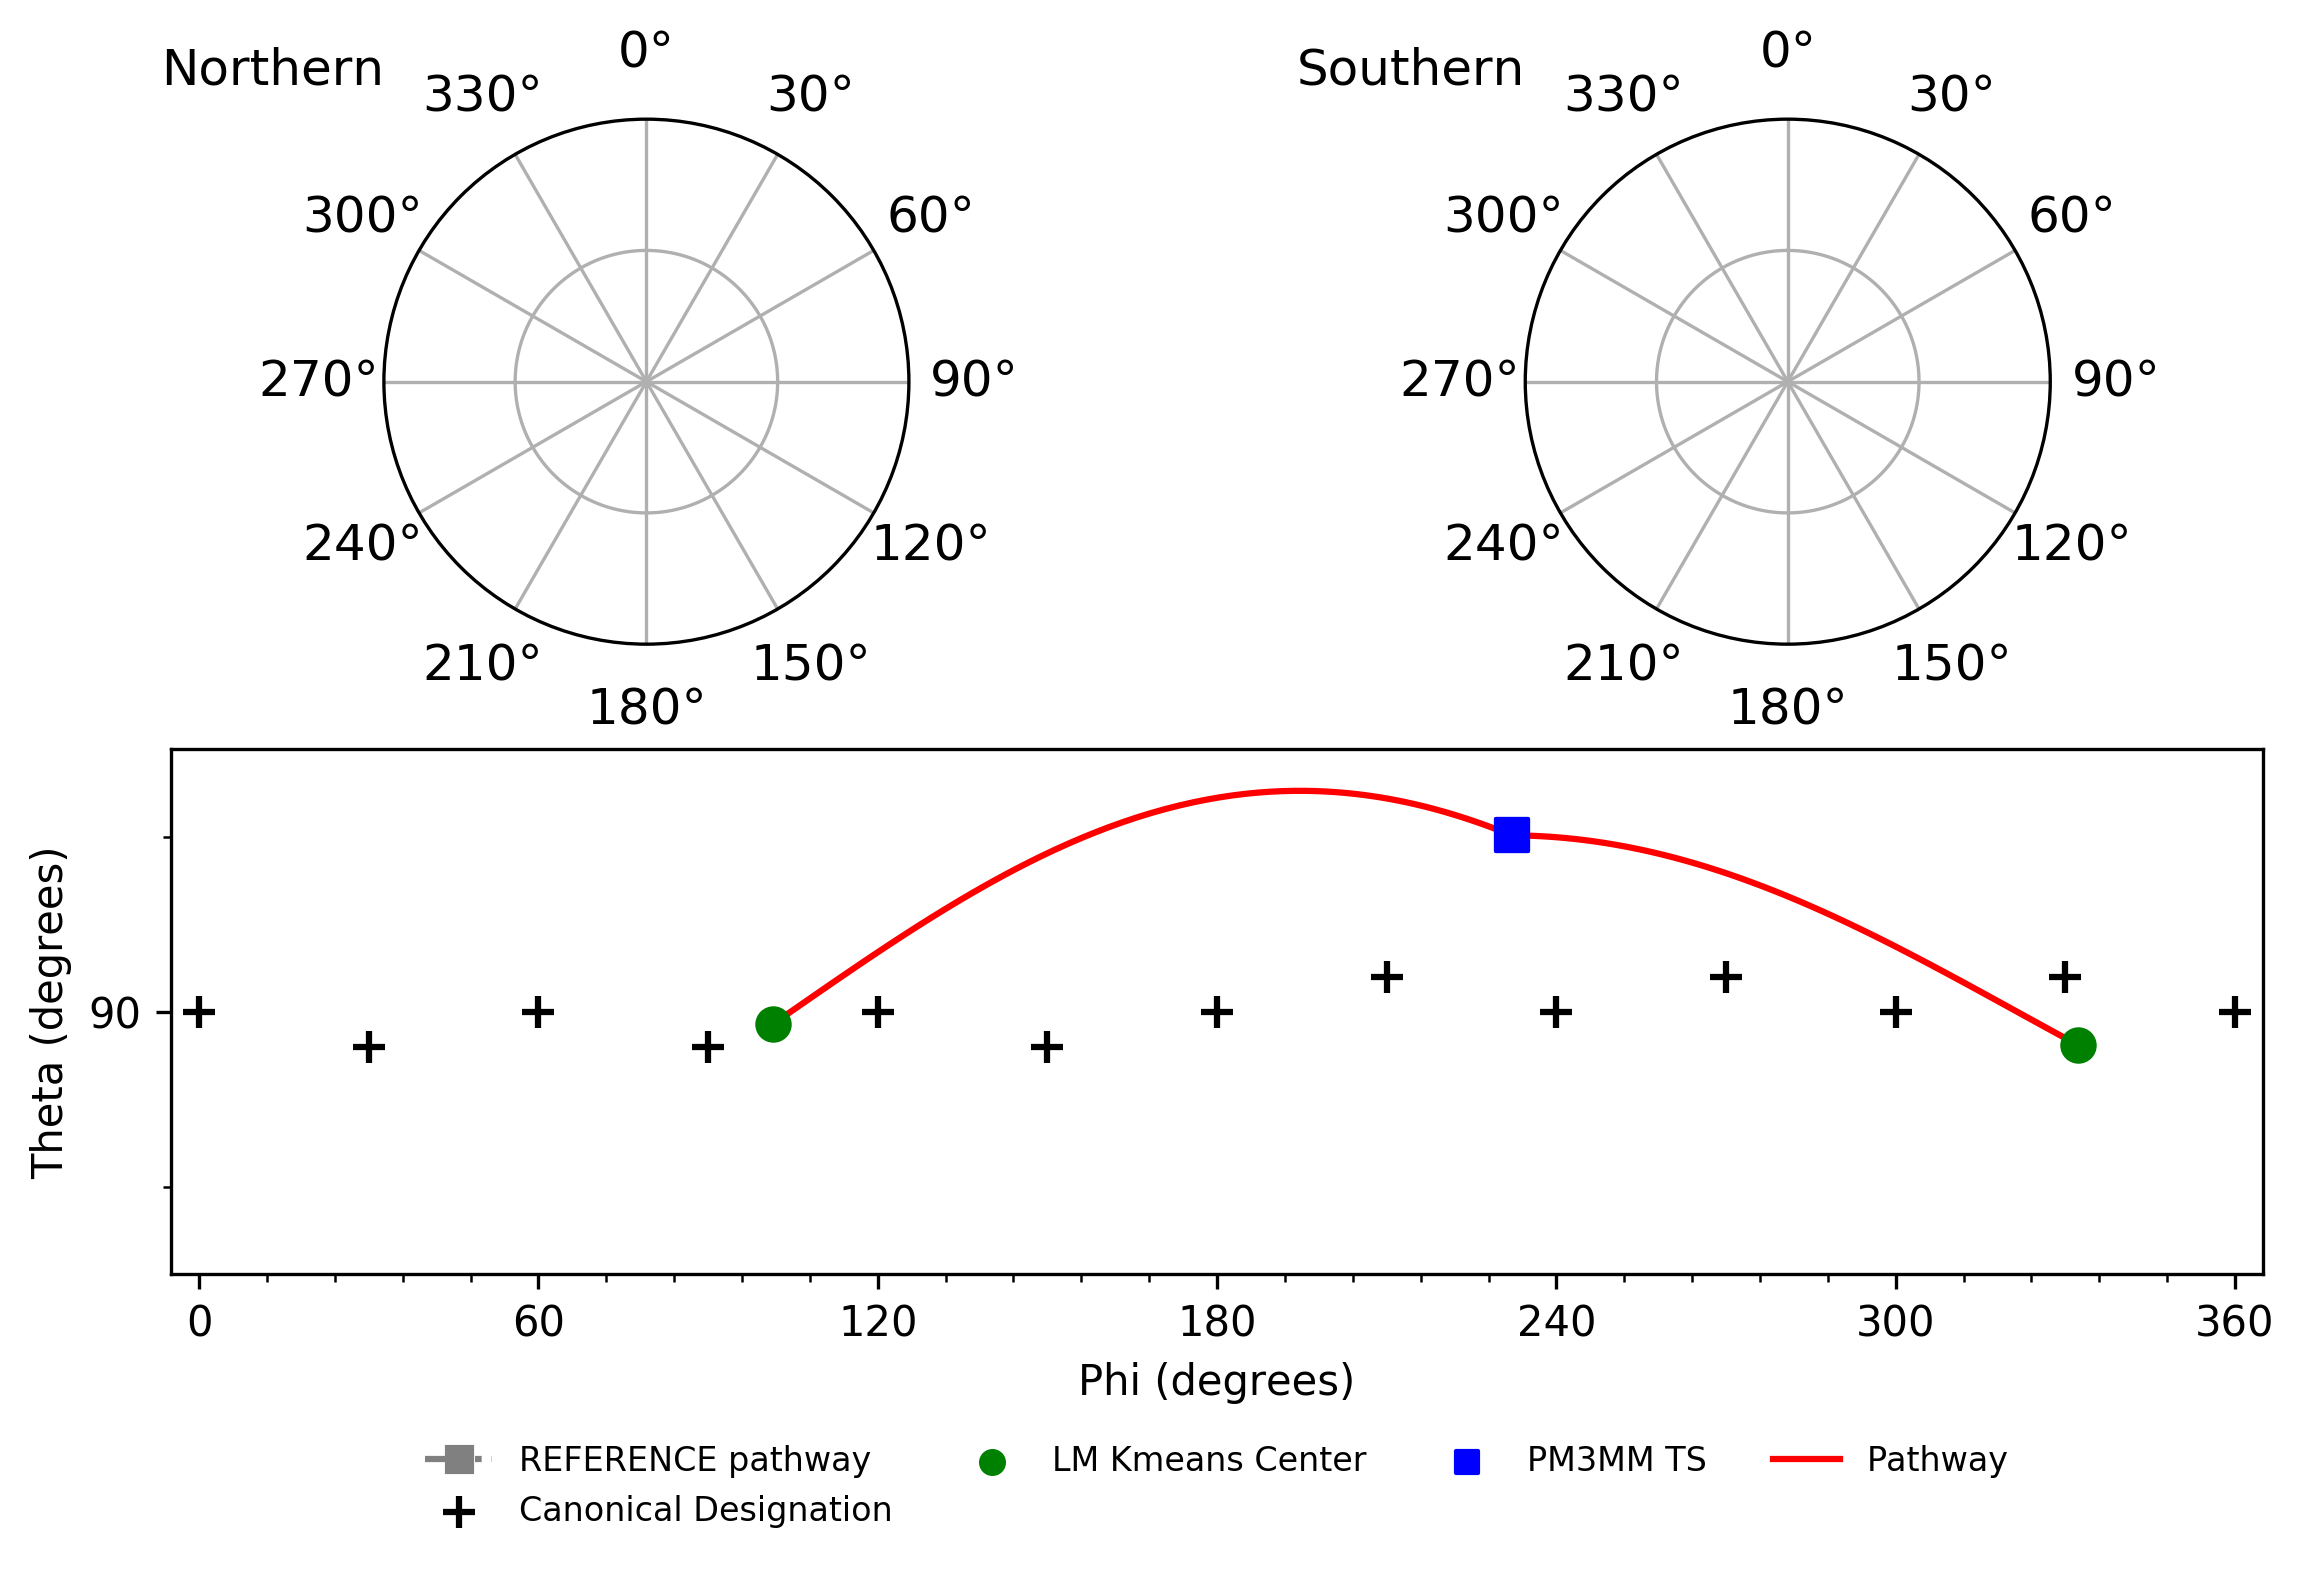 Northern
0°
30°
60°
90°
120°
150°
180°
210°
240°
270°
300°
330°
Southern
0°
30°
60°
90°
120°
150°
180°
210°
240°
270°
300°
330°
Theta (degrees)
90
0 60 120 180 240 300 360
Phi (degrees)
REFERENCE pathway
Canonical Designation
LM Kmeans Center
PM3MM TS
Pathway